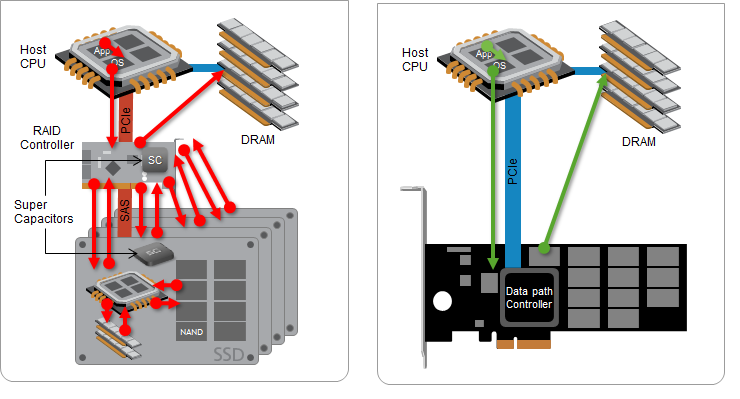 Host
CPU
App
OS
PCIe
DRAM
RAID
Controller
SC
Super
Capacitors
SAS
SC
NAND
SSD
Host
CPU
App
OS
DRAM
PCIe
Data path
Controller